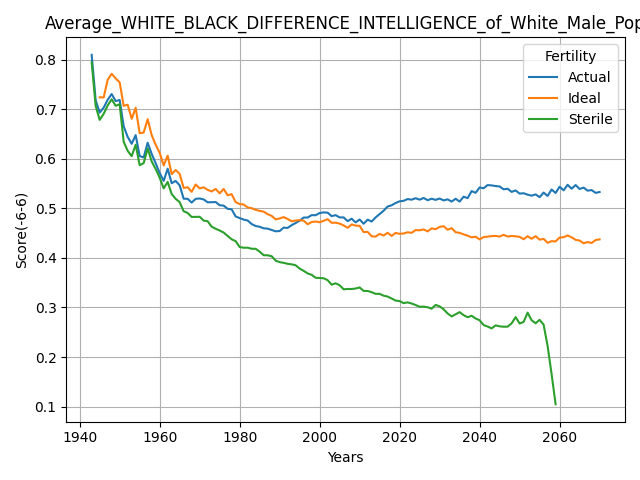 Average_WHITE_BLACK_DIFFERENCE_INTELLIGENCE_of_White_Male_Pop
Fertility
Actual
Ideal
Sterile
Score(-6-6)
0.8
0.7
0.6
0.5
0.4
0.3
0.2
0.1
1940 1960 1980 2000 2020 2040 2060
Years